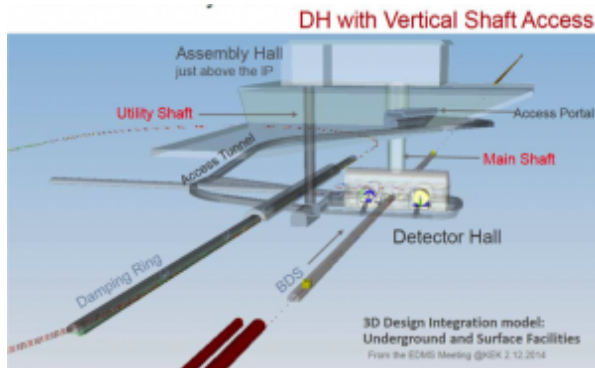 DH with Vertical Shaft Access
Assembly Hall
just above the IP
Utility Shaft
Access Portal
Access Tunnel
Main Shaft
Detector Hall
Damping Ring
BDS
3D Design Integration model:
Underground and Surface Facilities
From the EDMS Meeting @KEK 2.12.2014